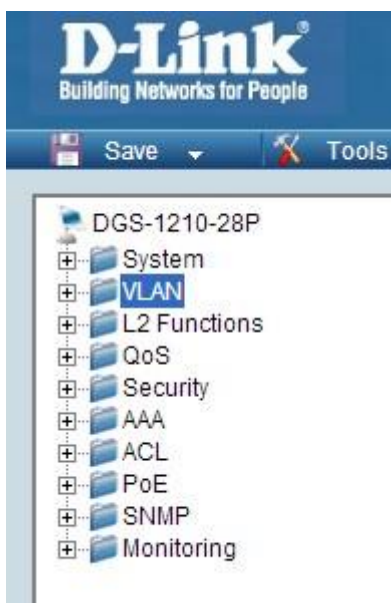 D-Link®
Building Networks for People
Save Tools
DGS-1210-28P
System
VLAN
L2 Functions
QoS
Security
AAA
ACL
PoE
SNMP
Monitoring